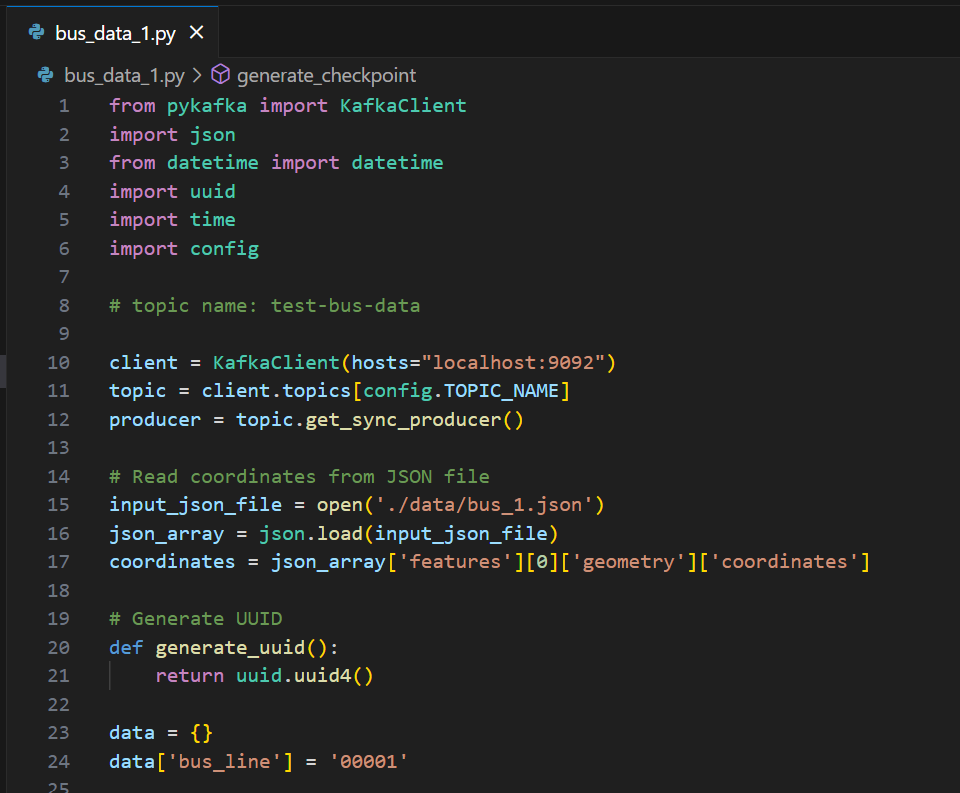 bus_data_1.py
bus_data_1.py > generate_checkpoint
1 from pykafka import KafkaClient
2 import json
3 from datetime import datetime
4 import uuid
5 import time
6 import config
7
8 # topic name: test-bus-data
9
10 client = KafkaClient(hosts="localhost:9092")
11 topic = client.topics[config.TOPIC_NAME]
12 producer = topic.get_sync_producer()
13
14 # Read coordinates from JSON file
15 input_json_file = open('./data/bus_1.json')
16 json_array = json.load(input_json_file)
17 coordinates = json_array['features'][0]['geometry']['coordinates']
18
19 # Generate UUID
20 def generate_uuid():
21     return uuid.uuid4()
22
23 data = {}
24 data['bus_line'] = '00001'
25